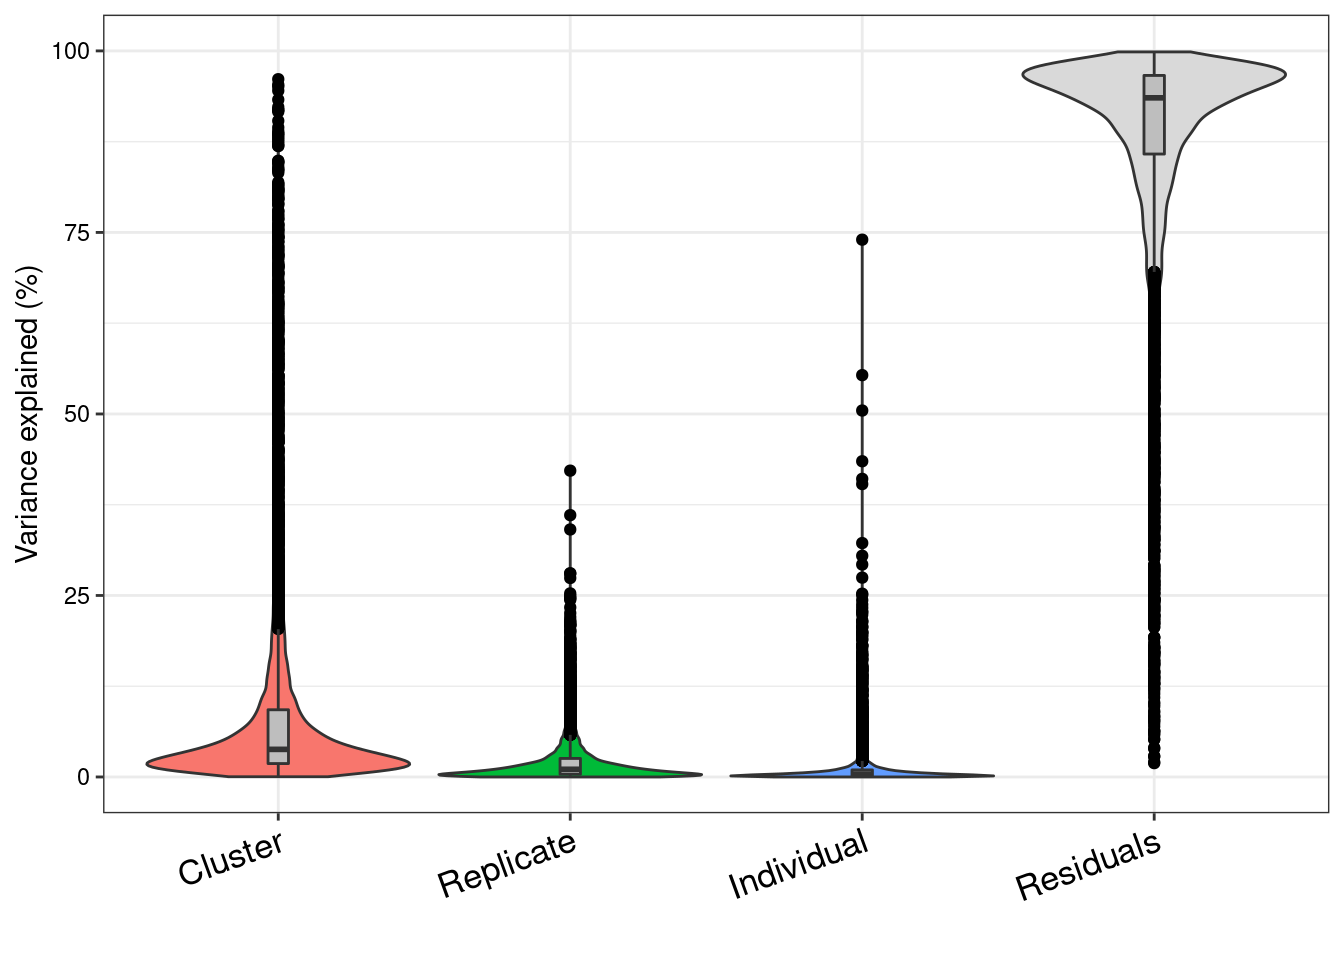 Variance explained (%)
100
75
50
25
0
Cluster
Replicate
Individual
Residuals